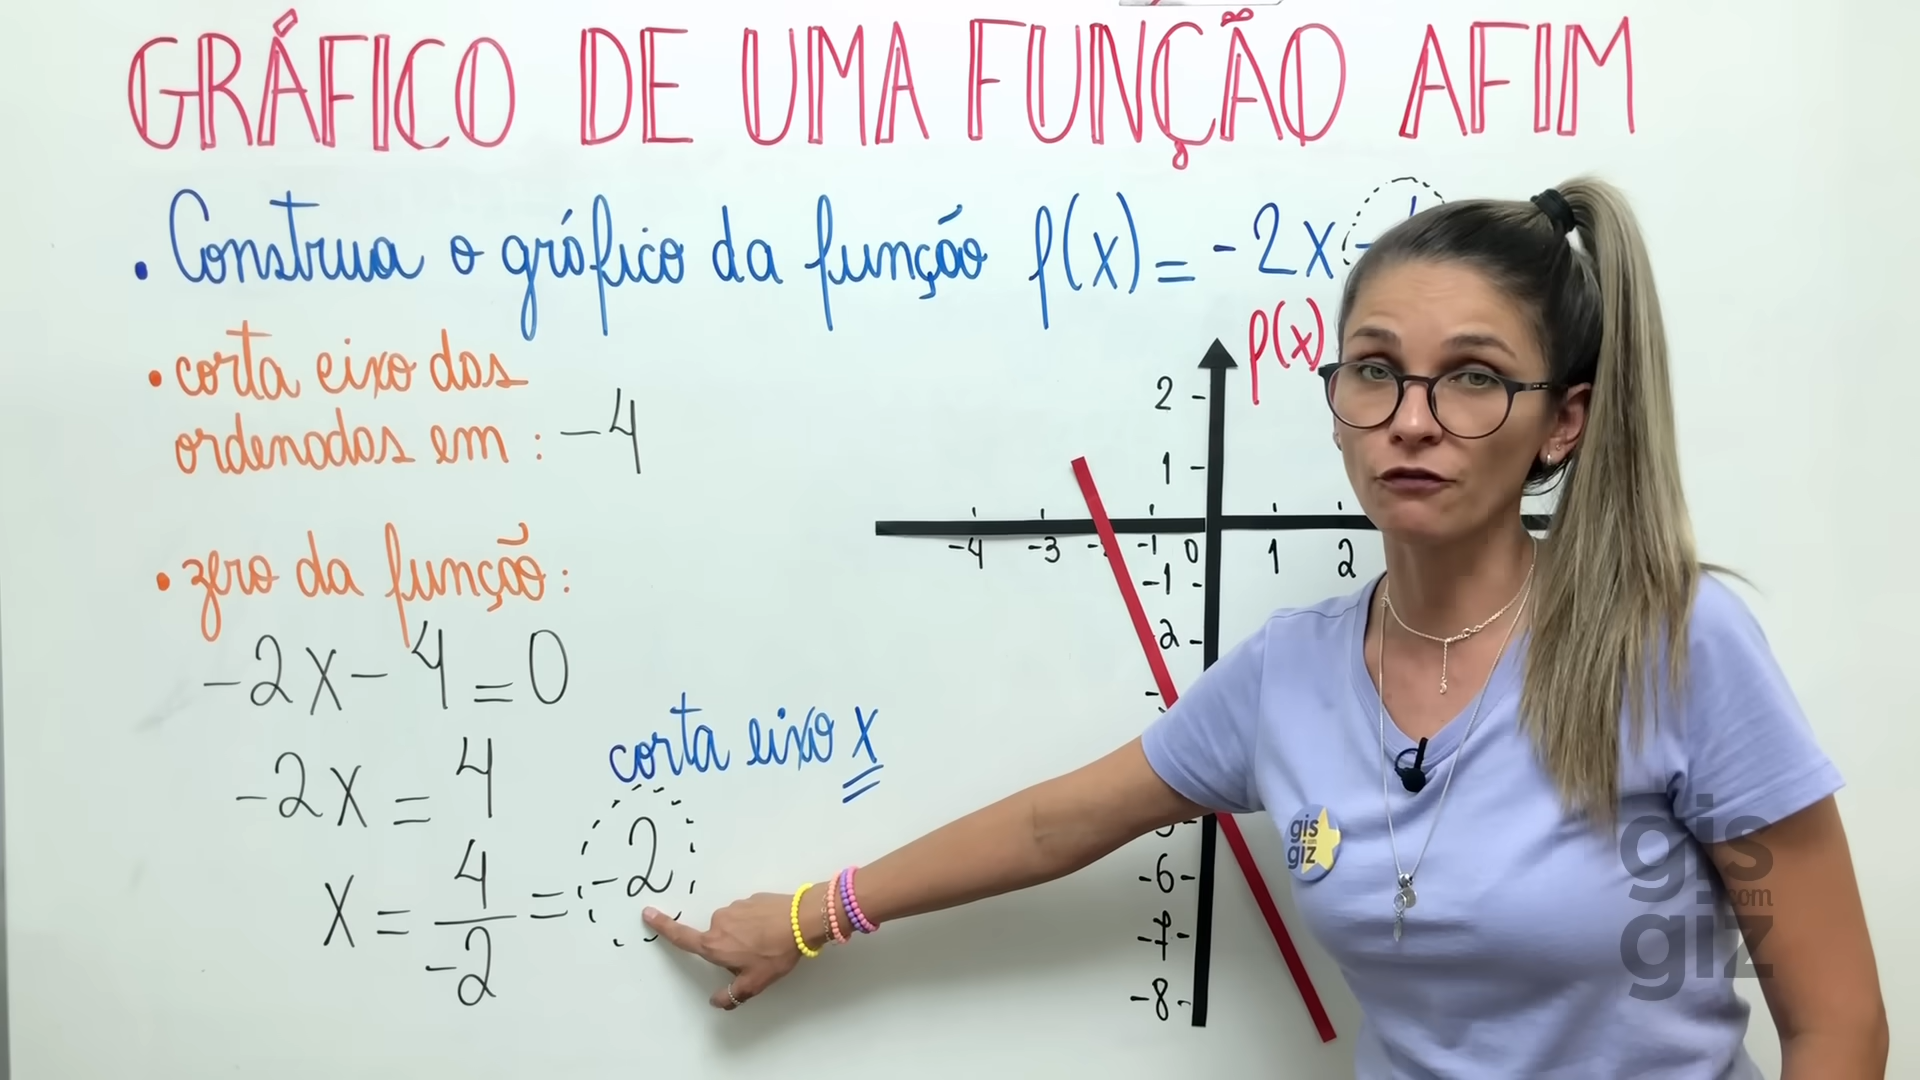 GRÁFICO DE UMA FUNÇÃO AFIM
• Construa o gráfico da função f(x) = -2x -
• corta eixo das
ordenadas em : -4
• zero da função:
-2x - 4 = 0
-2x = 4
x = 4/-2 = -2
corta eixo x
f(x)
2
1
-4 -3 -1 0 1 2
-1
-2
-6
-7
-8
gis
giz
gis
.com
giz